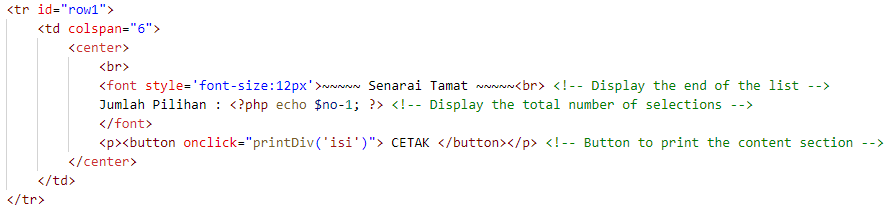 <tr id="row1">
<td colspan="6">
<center>
<br>
<font style='font-size:12px'>~~~~~ Senarai Tamat ~~~~~<br> <!-- Display the end of the list -->
Jumlah Pilihan : <?php echo $no-1; ?> <!-- Display the total number of selections -->
</font>
<p><button onclick="printDiv('isi')"> CETAK </button></p> <!-- Button to print the content section -->
</center>
</td>
</tr>